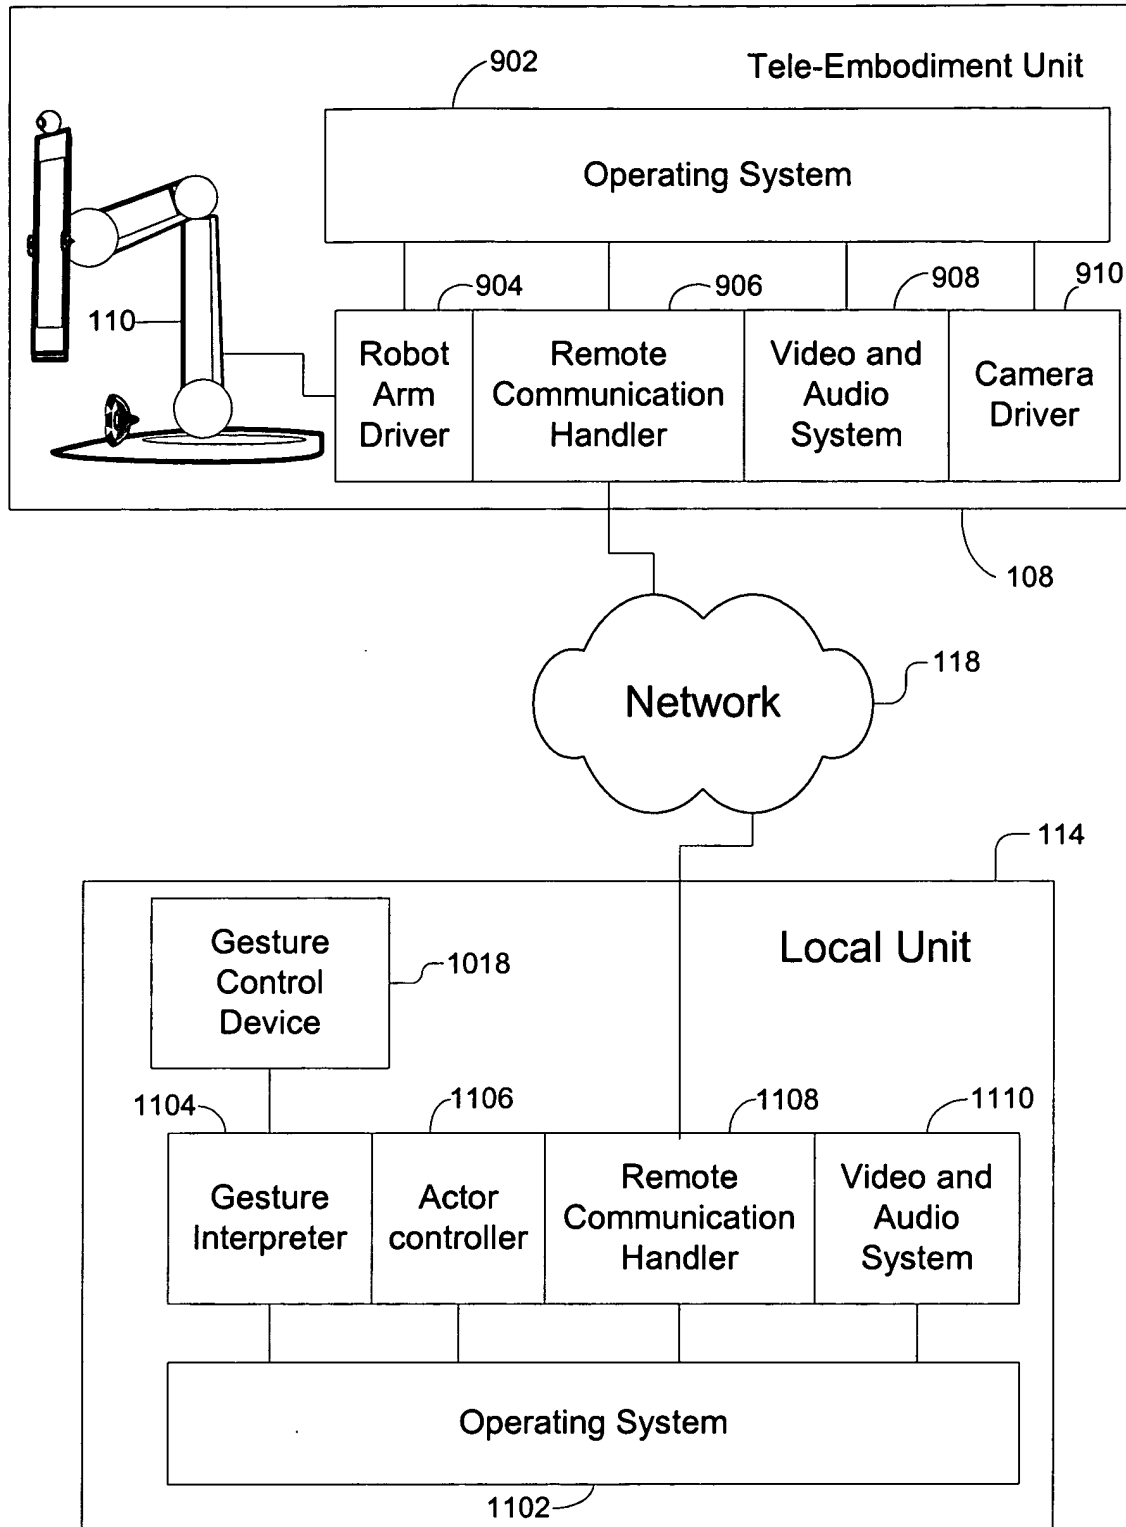 902
Tele-Embodiment Unit
Operating System
904
906
908
910
110
Robot
Arm
Driver
Remote
Communication
Handler
Video and
Audio
System
Camera
Driver
108
Network
118
114
Local Unit
Gesture
Control
Device
1018
1104
1106
1108
1110
Gesture
Interpreter
Actor
controller
Remote
Communication
Handler
Video and
Audio
System
Operating System
1102